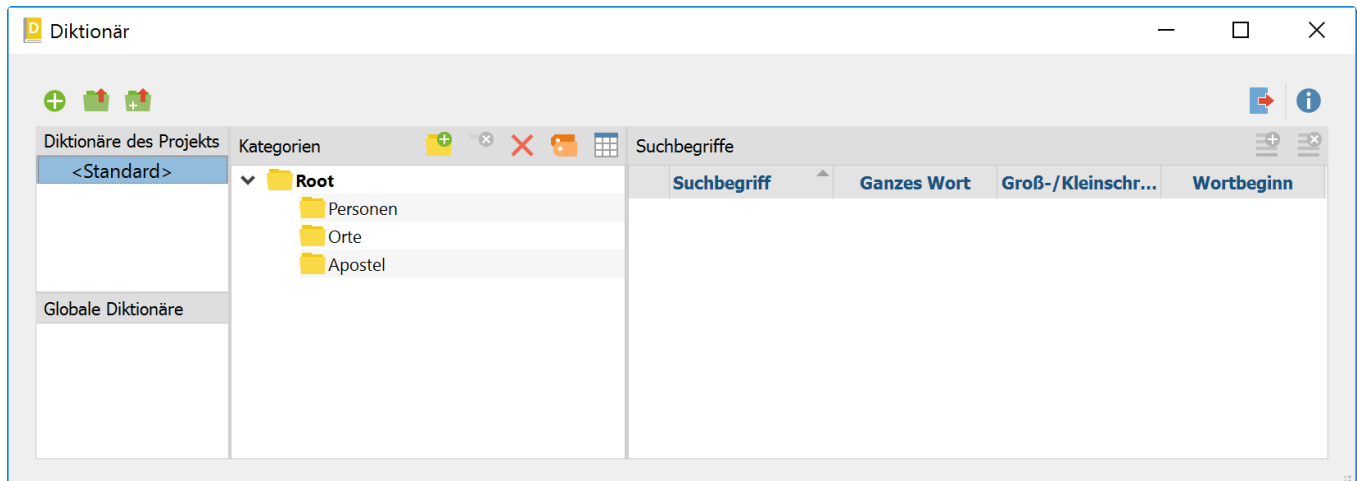 D Diktionär
Diktionäre des Projekts
<Standard>
Globale Diktionäre
Kategorien
Root
Personen
Orte
Apostel
Suchbegriffe
Suchbegriff Ganzes Wort Groß-/Kleinschr... Wortbeginn